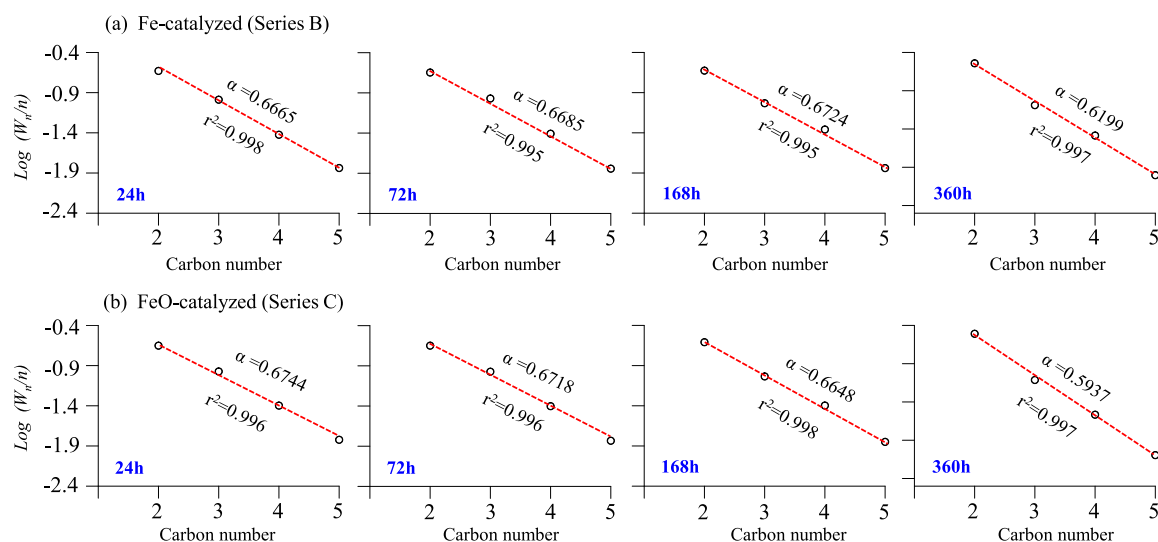 (a) Fe-catalyzed (Series B)
Log (Wn/n)
-0.4
-0.9
-1.4
-1.9
-2.4
α =0.6665
r²=0.998
24h
2 3 4 5
Carbon number
α =0.6685
r²=0.995
72h
2 3 4 5
Carbon number
α =0.6724
r²=0.995
168h
2 3 4 5
Carbon number
α =0.6199
r²=0.997
360h
2 3 4 5
Carbon number
(b) FeO-catalyzed (Series C)
Log (Wn/n)
-0.4
-0.9
-1.4
-1.9
-2.4
α =0.6744
r²=0.996
24h
2 3 4 5
Carbon number
α =0.6718
r²=0.996
72h
2 3 4 5
Carbon number
α =0.6648
r²=0.998
168h
2 3 4 5
Carbon number
α =0.5937
r²=0.997
360h
2 3 4 5
Carbon number